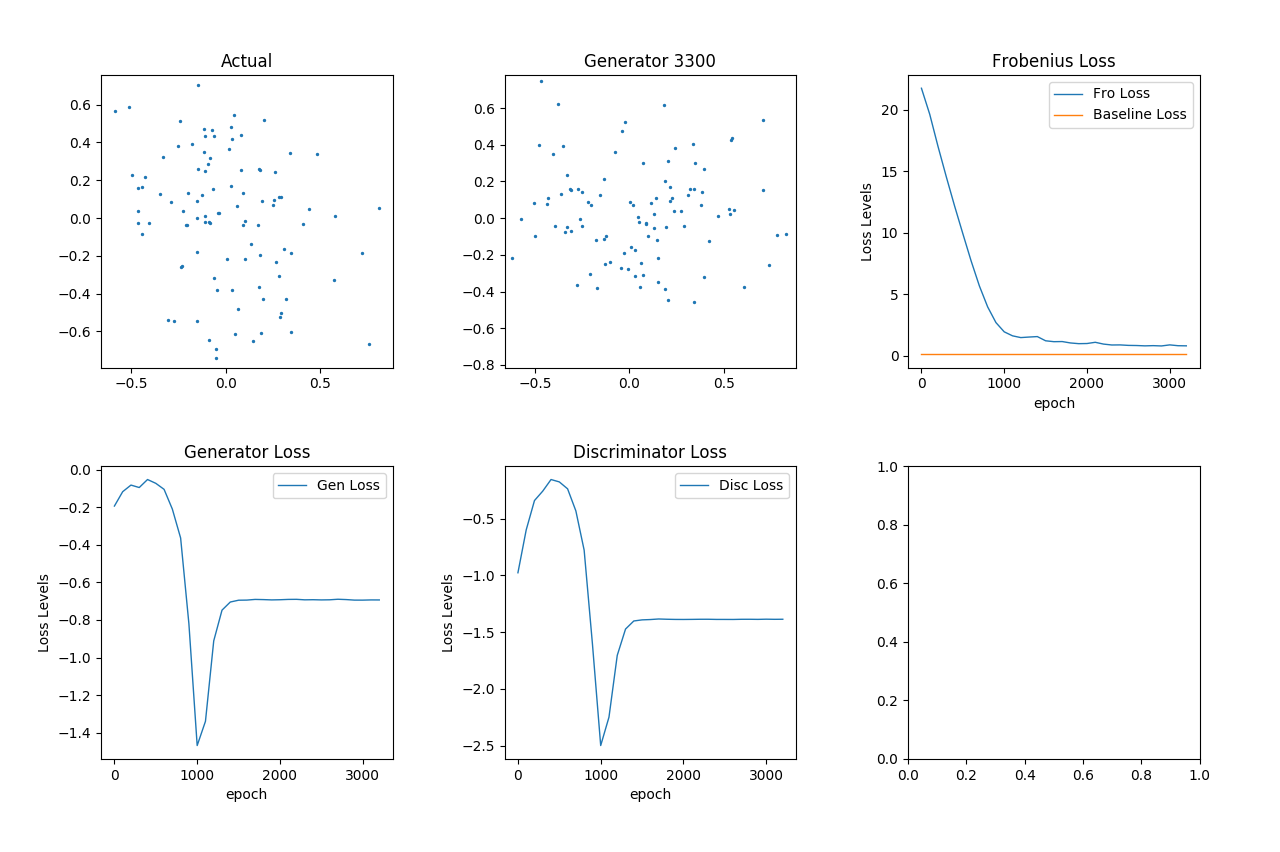 Actual
0.6
0.4
0.2
0.0
−0.2
−0.4
−0.6
−0.5 0.0 0.5
Generator 3300
0.6
0.4
0.2
0.0
−0.2
−0.4
−0.6
−0.8
−0.5 0.0 0.5
Frobenius Loss
Fro Loss
Baseline Loss
Loss Levels
20
15
10
5
0
0 1000 2000 3000
epoch
Generator Loss
Gen Loss
Loss Levels
0.0
−0.2
−0.4
−0.6
−0.8
−1.0
−1.2
−1.4
0 1000 2000 3000
epoch
Discriminator Loss
Disc Loss
Loss Levels
−0.5
−1.0
−1.5
−2.0
−2.5
0 1000 2000 3000
epoch
1.0
0.8
0.6
0.4
0.2
0.0
0.0 0.2 0.4 0.6 0.8 1.0